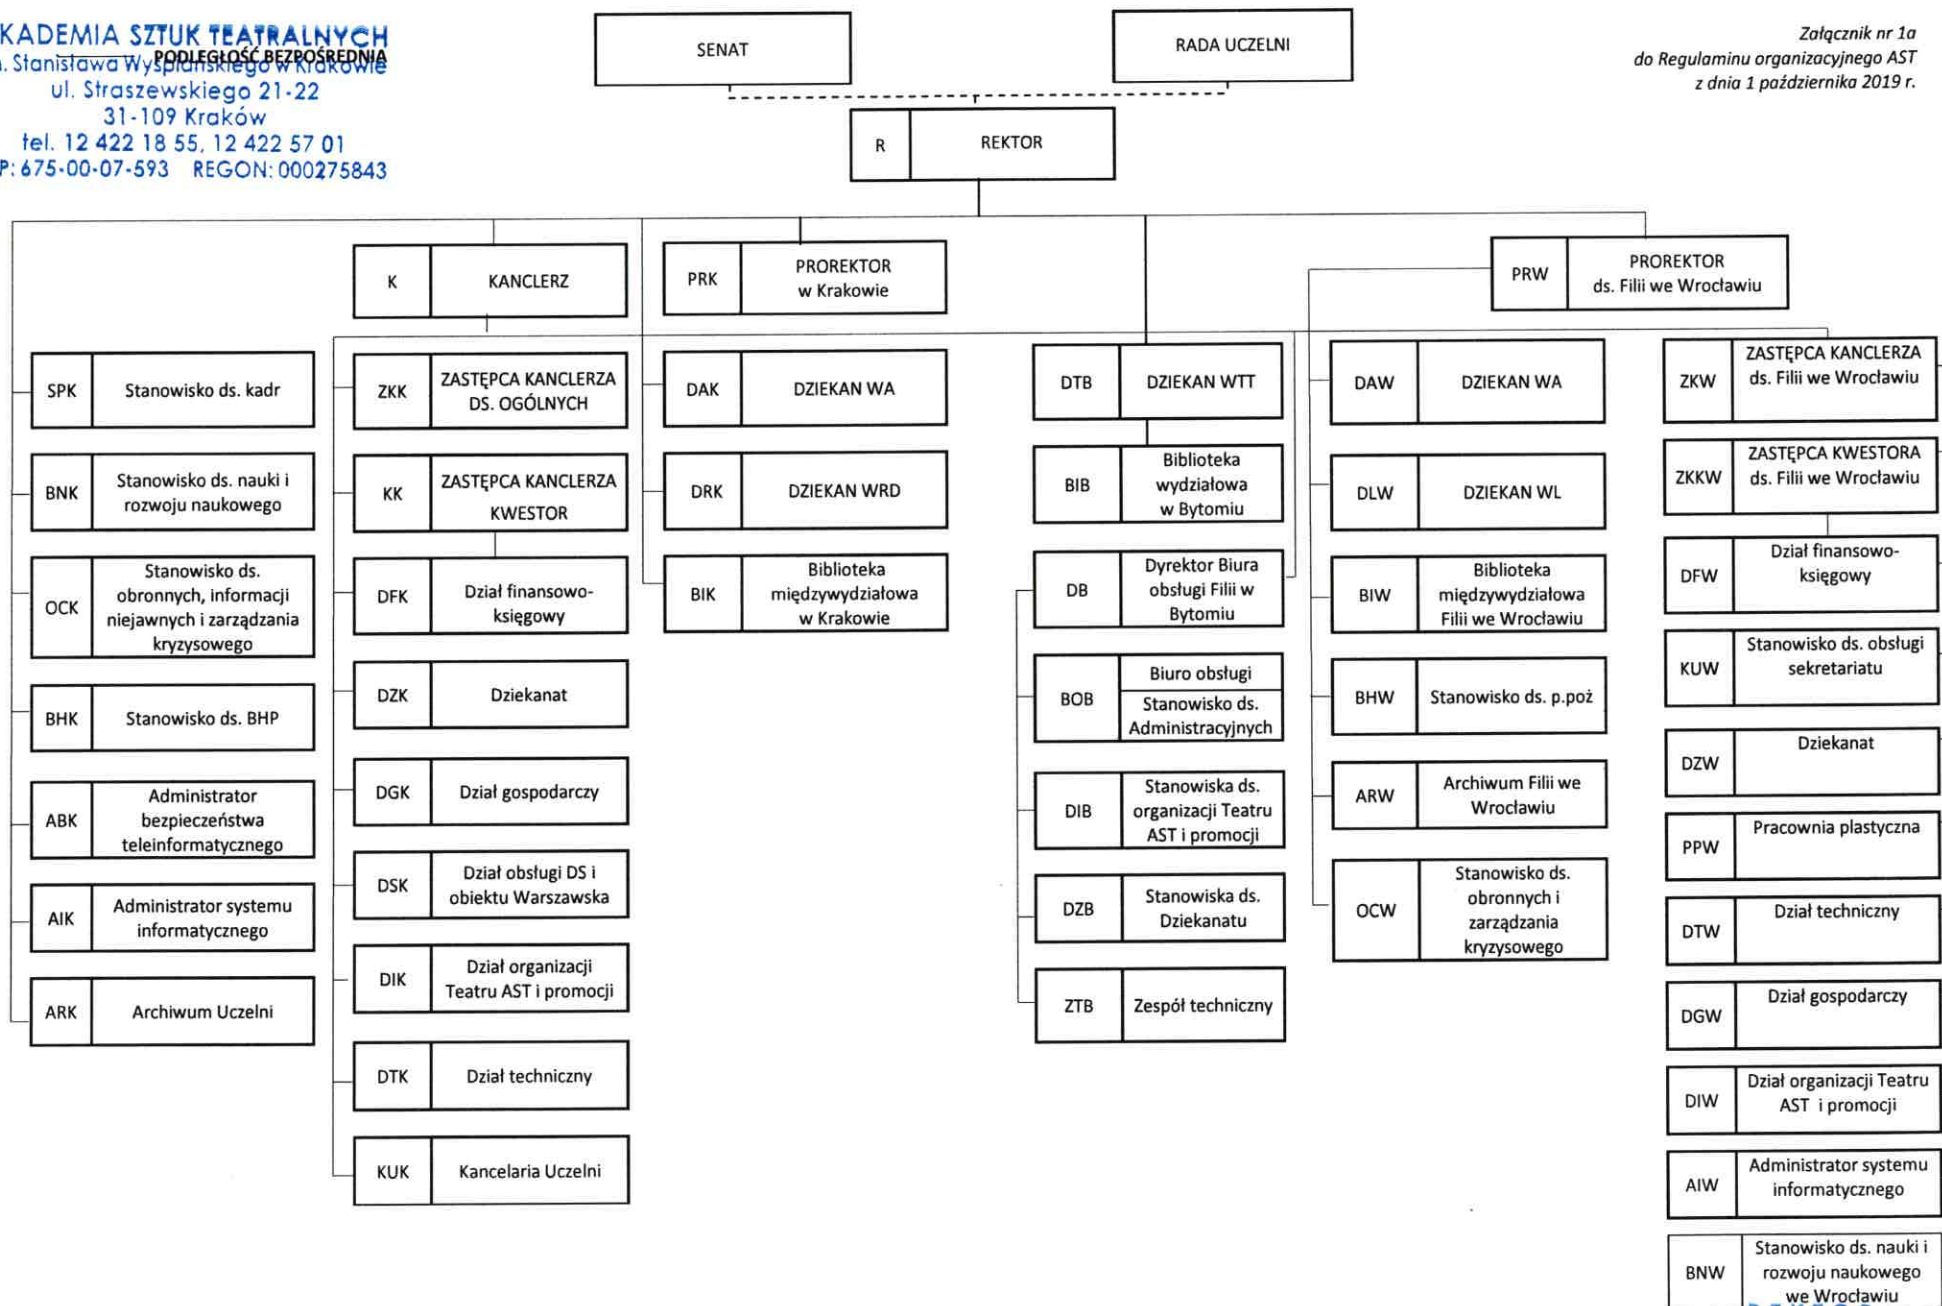 KADEMIA SZTUK TEATRALNYCH
PODLEGŁOŚĆ BEZPOŚREDNIA
. Stanisława Wyspiańskiego w Krakowie
ul. Straszewskiego 21-22
31-109 Kraków
tel. 12 422 18 55, 12 422 57 01
P: 675-00-07-593 REGON: 000275843
SENAT
RADA UCZELNI
Załącznik nr 1a
do Regulaminu organizacyjnego AST
z dnia 1 października 2019 r.
R
REKTOR
K
KANCLERZ
PRK
PROREKTOR
w Krakowie
PRW
PROREKTOR
ds. Filii we Wrocławiu
SPK
Stanowisko ds. kadr
BNK
Stanowisko ds. nauki i
rozwoju naukowego
OCK
Stanowisko ds.
obronnych, informacji
niejawnych i zarządzania
kryzysowego
BHK
Stanowisko ds. BHP
ABK
Administrator
bezpieczeństwa
teleinformatycznego
AIK
Administrator systemu
informatycznego
ARK
Archiwum Uczelni
ZKK
ZASTĘPCA KANCLERZA
DS. OGÓLNYCH
KK
ZASTĘPCA KANCLERZA
KWESTOR
DFK
Dział finansowo-
księgowy
DZK
Dziekanat
DGK
Dział gospodarczy
DSK
Dział obsługi DS i
obiektu Warszawska
DIK
Dział organizacji
Teatru AST i promocji
DTK
Dział techniczny
KUK
Kancelaria Uczelni
DAK
DZIEKAN WA
DRK
DZIEKAN WRD
BIK
Biblioteka
międzywydziałowa
w Krakowie
DTB
DZIEKAN WTT
BIB
Biblioteka
wydziałowa
w Bytomiu
DB
Dyrektor Biura
obsługi Filii w
Bytomiu
BOB
Biuro obsługi
Stanowisko ds.
Administracyjnych
DIB
Stanowiska ds.
organizacji Teatru
AST i promocji
DZB
Stanowiska ds.
Dziekanatu
ZTB
Zespół techniczny
DAW
DZIEKAN WA
DLW
DZIEKAN WL
BIW
Biblioteka
międzywydziałowa
Filii we Wrocławiu
BHW
Stanowisko ds. p.poż
ARW
Archiwum Filii we
Wrocławiu
OCW
Stanowisko ds.
obronnych i
zarządzania
kryzysowego
ZKW
ZASTĘPCA KANCLERZA
ds. Filii we Wrocławiu
ZKKW
ZASTĘPCA KWESTORA
ds. Filii we Wrocławiu
DFW
Dział finansowo-
księgowy
KUW
Stanowisko ds. obsługi
sekretariatu
DZW
Dziekanat
PPW
Pracownia plastyczna
DTW
Dział techniczny
DGW
Dział gospodarczy
DIW
Dział organizacji Teatru
AST i promocji
AIW
Administrator systemu
informatycznego
BNW
Stanowisko ds. nauki i
rozwoju naukowego
we Wrocławiu